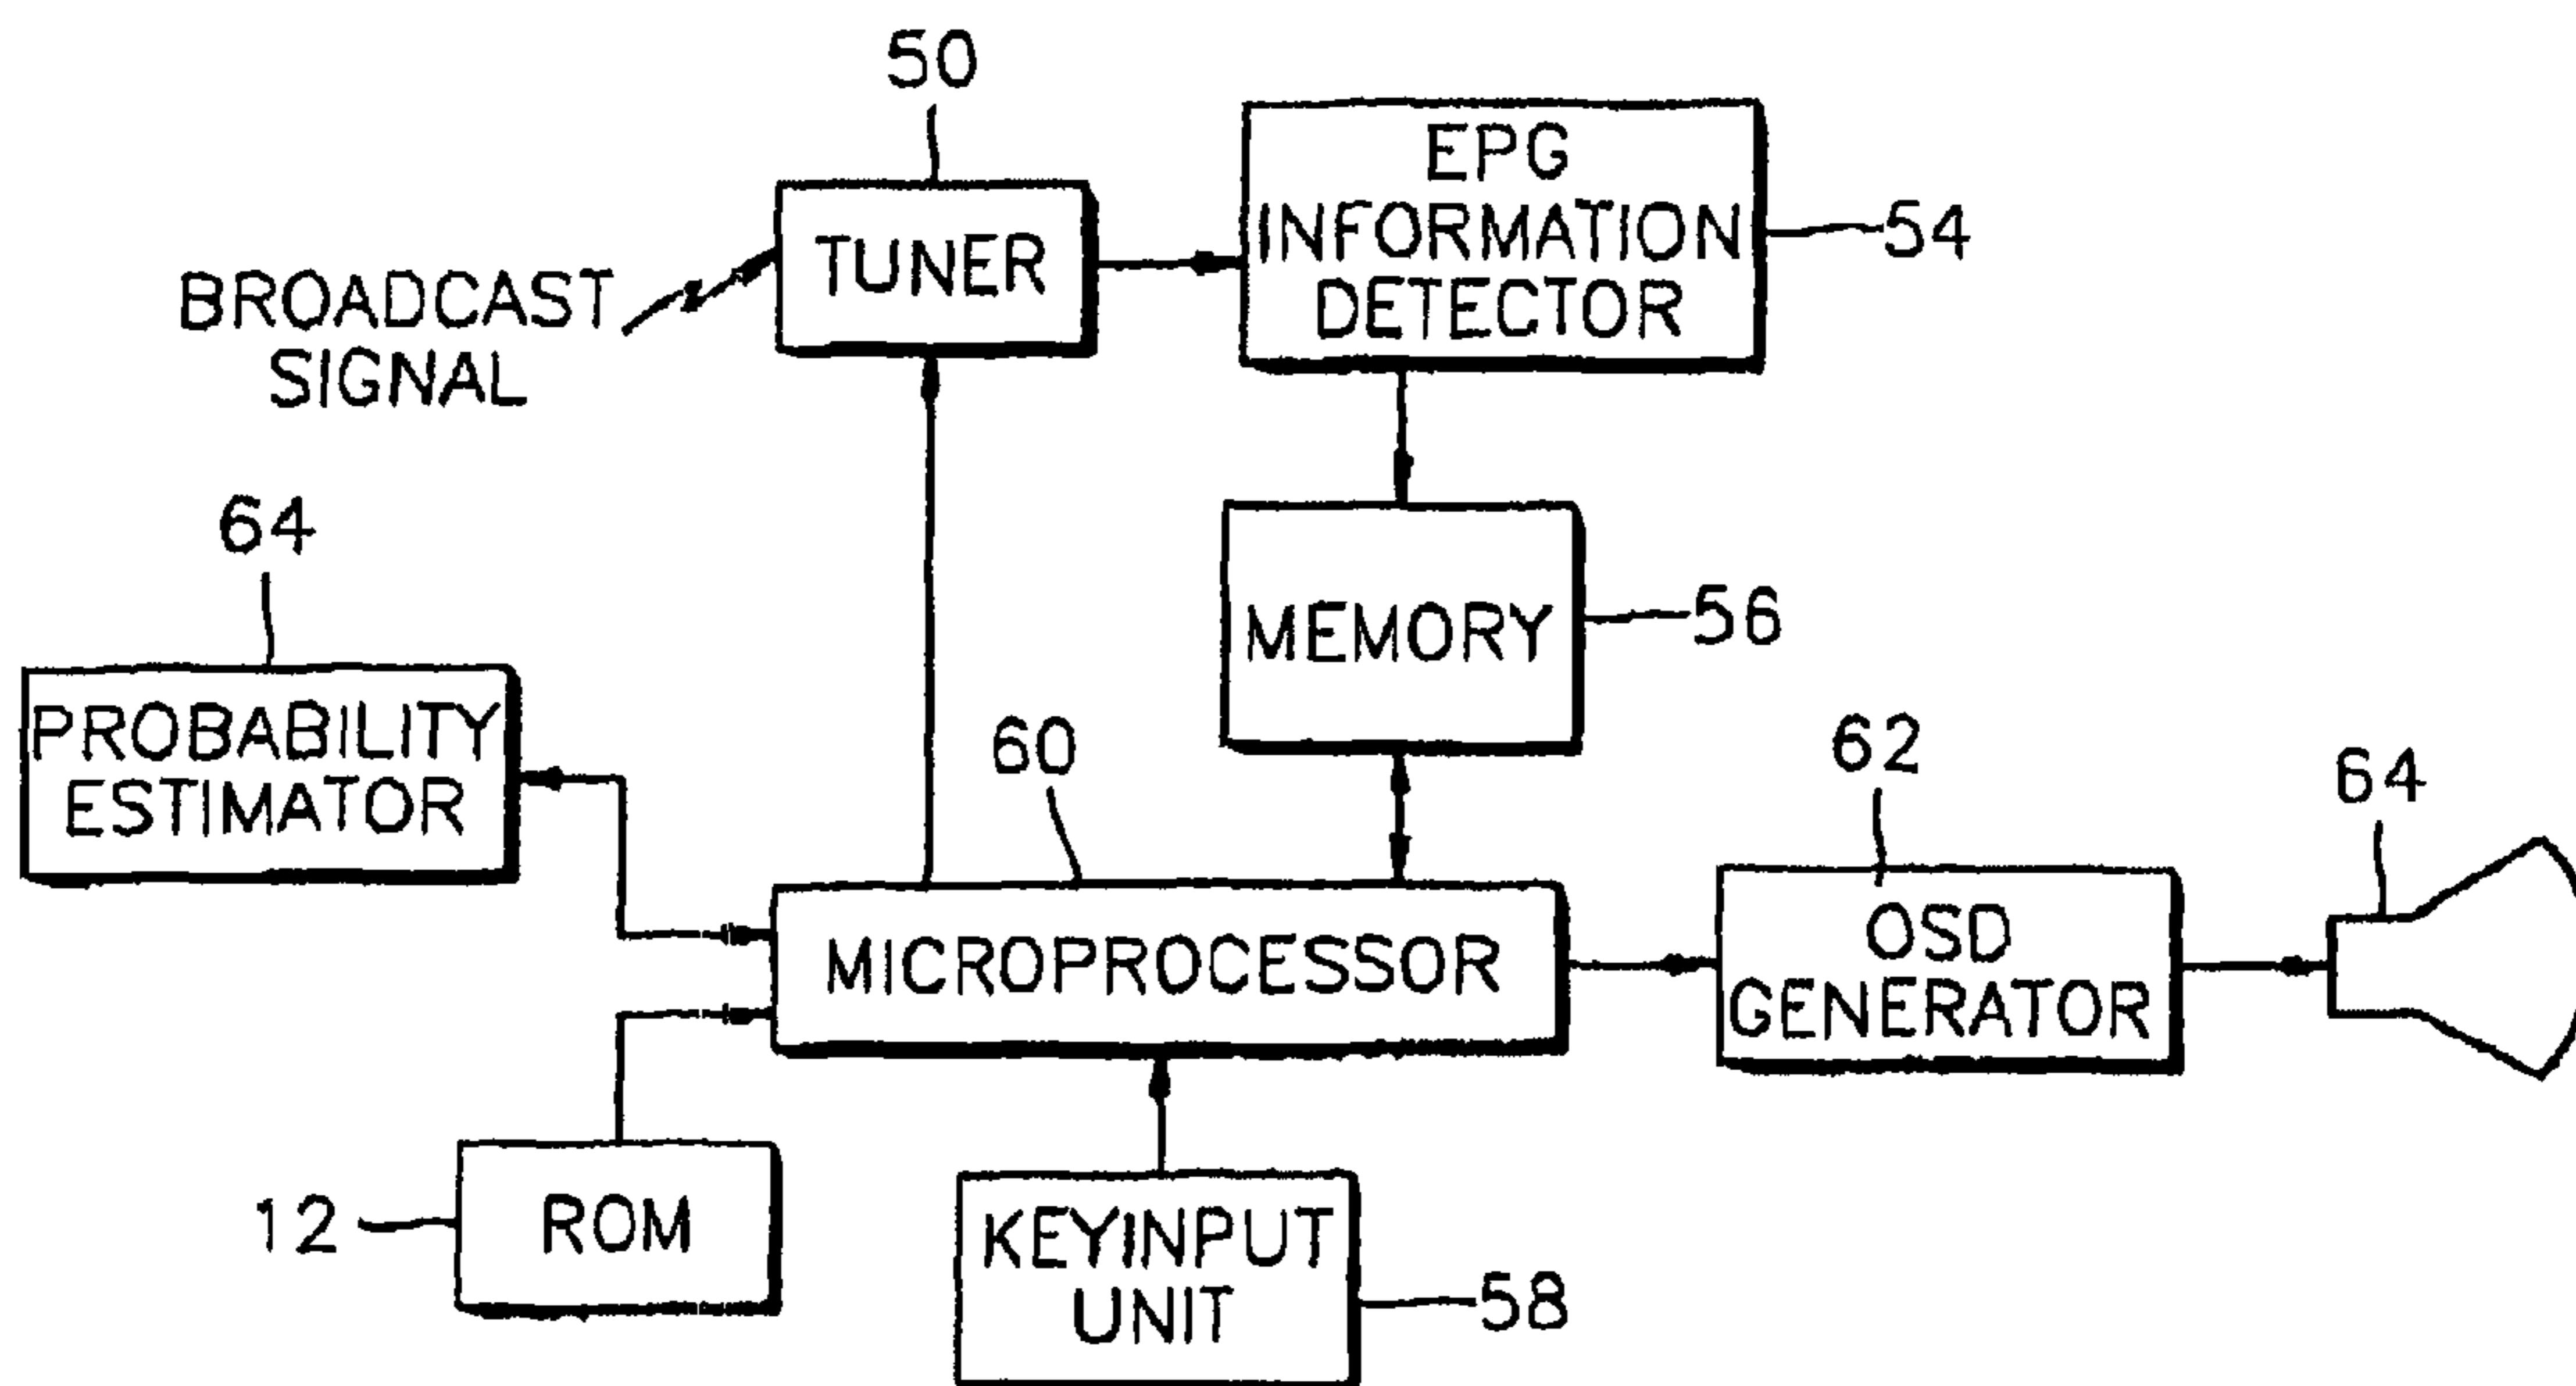 50
TUNER
EPG
INFORMATION
DETECTOR
54
BROADCAST
SIGNAL
64
PROBABILITY
ESTIMATOR
MEMORY
56
60
MICROPROCESSOR
62
OSD
GENERATOR
64
12
ROM
KEYINPUT
UNIT
58